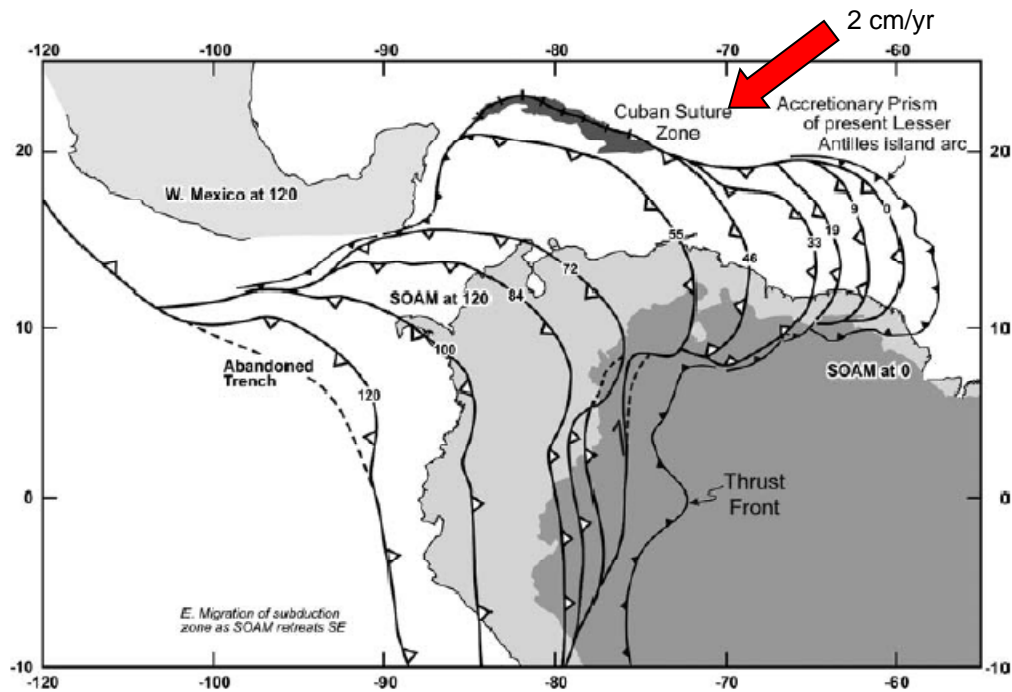 2 cm/yr
-120 -100 -90 -80 -70 -60
Cuban Suture
Zone
Accretionary Prism
of present Lesser
Antilles island arc
20
20
W. Mexico at 120
9
0
19
33
55
46
72
SOAM at 120
84
10
10
100
SOAM at 0
Abandoned
Trench
120
Thrust
Front
0
0
E. Migration of subduction
zone as SOAM retreats SE
-10
-10
-100 -90 -80 -70 -60